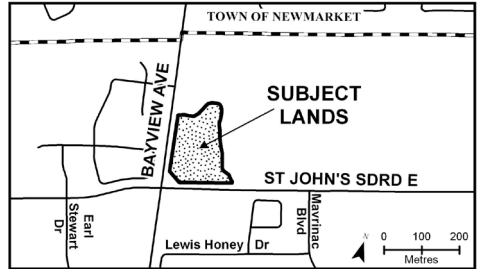 TOWN OF NEWMARKET
BAYVIEW AVE
SUBJECT
LANDS
ST JOHN'S SDRD E
Earl
Stewart
Dr
Mavrinac
Blvd
Lewis Honey Dr
N
0 100 200
Metres